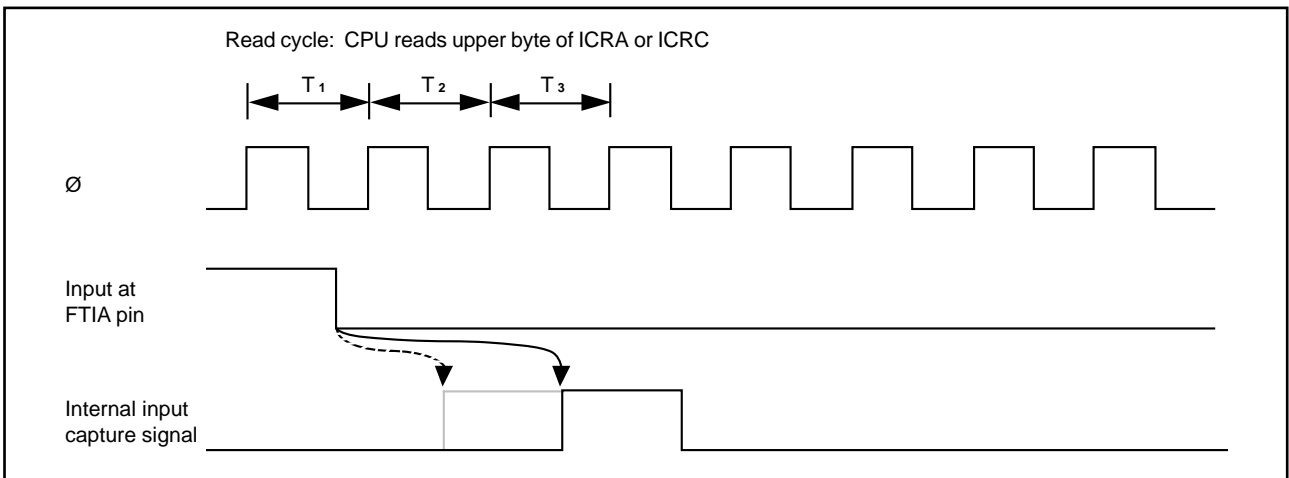 Read cycle: CPU reads upper byte of ICRA or ICRC
T1 T2 T3
Ø
Input at
FTIA pin
Internal input
capture signal